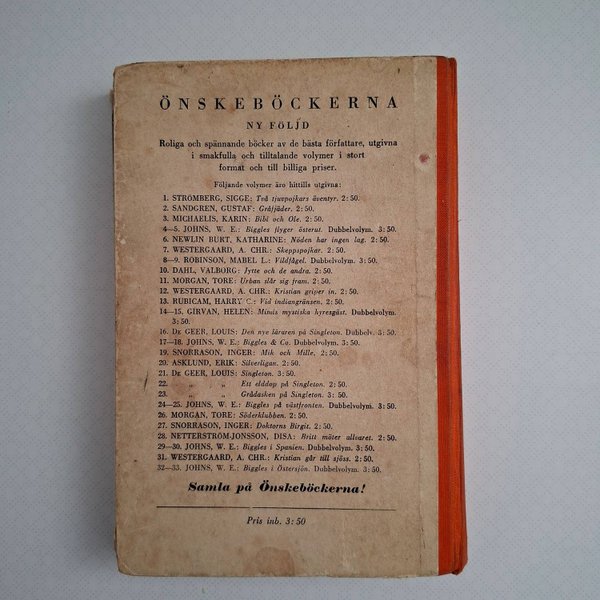 ÖNSKEBÖCKERNA
NY FÖLJD
Roliga och spännande böcker av de bästa författare, utgivna
i smakfulla och tilltalande volymer i stort
format och till billiga priser.
Följande volymer äro hittills utgivna:
1. STROMBERG, SIGGE: Två tjuvpojkars äventyr. 2:50.
2. SANDGREN, GUSTAF: Gråfjäder. 2:50.
3. MICHAELIS, KARIN: Bibi och Ole. 2:50.
4—5. JOHNS, W. E.: Biggles flyger österut. Dubbelvolym. 3:50.
6. NEWLIN BURT, KATHARINE: Nöden har ingen lag. 2:50.
7. WESTERGAARD, A. CHR.: Skeppspojkar. 2:50.
8—9. ROBINSON, MABEL L.: Vildfågel. Dubbelvolym. 3:50.
10. DAHL, VALBORG: Jytte och de andra. 2:50.
11. MORGAN, TORE: Urban slår sig fram. 2:50.
12. WESTERGAARD, A. CHR.: Kristian griper in. 2:50.
13. RUBICAM, HARRY C.: Vid indiangränsen. 2:50.
14—15. GIRVAN, HELEN: Mimis mystiska hyresgäst. Dubbelvolym.
3:50.
16. DE GEER, LOUIS: Den nye läraren på Singleton. Dubbelv. 3:50.
17—18. JOHNS, W. E.: Biggles & Co. Dubbelvolym. 3:50.
19. SNORRASON, INGER: Mik och Mille. 2:50.
20. ASKLUND, ERIK: Silverligan. 2:50.
21. DE GEER, LOUIS: Singleton. 3:50.
22. „ „ Ett elddop på Singleton. 2:50.
23. „ „ Grådasken på Singleton. 2:50.
24—25. JOHNS, W. E.: Biggles på västfronten. Dubbelvolym. 3:50.
26. MORGAN, TORE: Söderklubben. 2:50.
27. SNORRASON, INGER: Doktorns Birgit. 2:50.
28. NETTERSTRÖM-JONSSON, DISA: Britt möter allvaret. 2:50.
29—30. JOHNS, W. E.: Biggles i Spanien. Dubbelvolym. 3:50.
31. WESTERGAARD, A. CHR.: Kristian går till sjöss. 2:50.
32—33. JOHNS, W. E.: Biggles i Östersjön. Dubbelvolym. 3:50.
Samla på Önskeböckerna!
Pris inb. 3:50